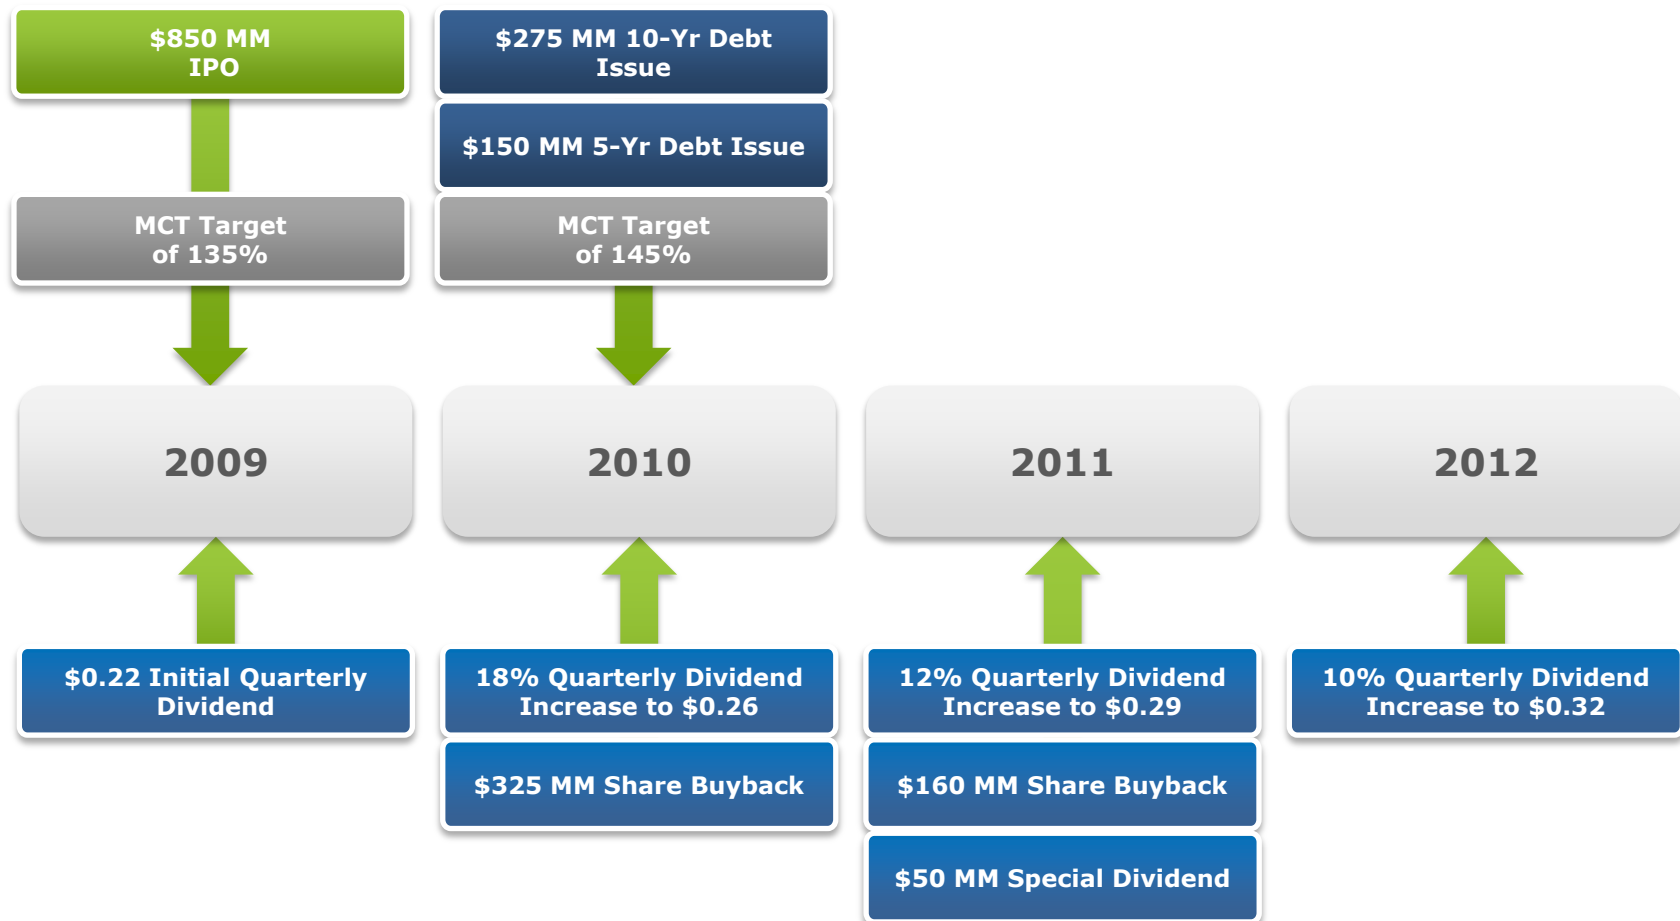 $850 MM
IPO
$275 MM 10-Yr Debt
Issue
$150 MM 5-Yr Debt Issue
MCT Target
of 135%
MCT Target
of 145%
2009
2010
2011
2012
$0.22 Initial Quarterly
Dividend
18% Quarterly Dividend
Increase to $0.26
12% Quarterly Dividend
Increase to $0.29
10% Quarterly Dividend
Increase to $0.32
$325 MM Share Buyback
$160 MM Share Buyback
$50 MM Special Dividend